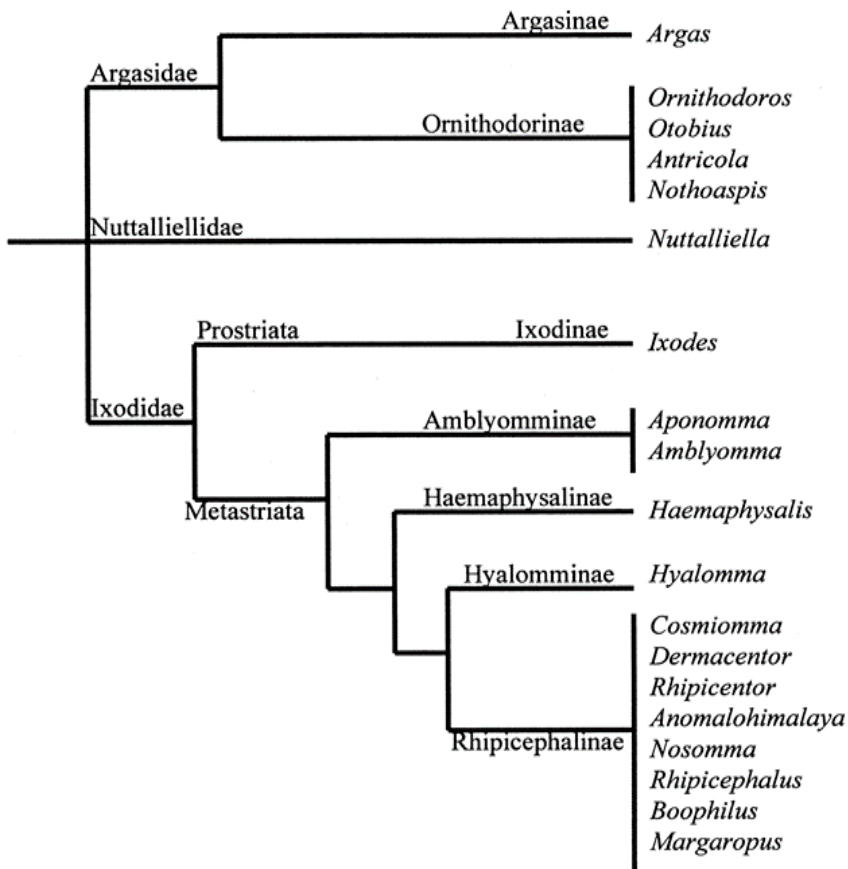 Argasinae
Argas
Argasidae
Ornithodorinae
Ornithodoros
Otobius
Antricola
Nothoaspis
Nuttalliellidae
Nuttalliella
Prostriata
Ixodinae
Ixodes
Ixodidae
Amblyomminae
Aponomma
Amblyomma
Metastriata
Haemaphysalinae
Haemaphysalis
Hyalomminae
Hyalomma
Rhipicephalinae
Cosmiomma
Dermacentor
Rhipicentor
Anomalohimalaya
Nosomma
Rhipicephalus
Boophilus
Margaropus